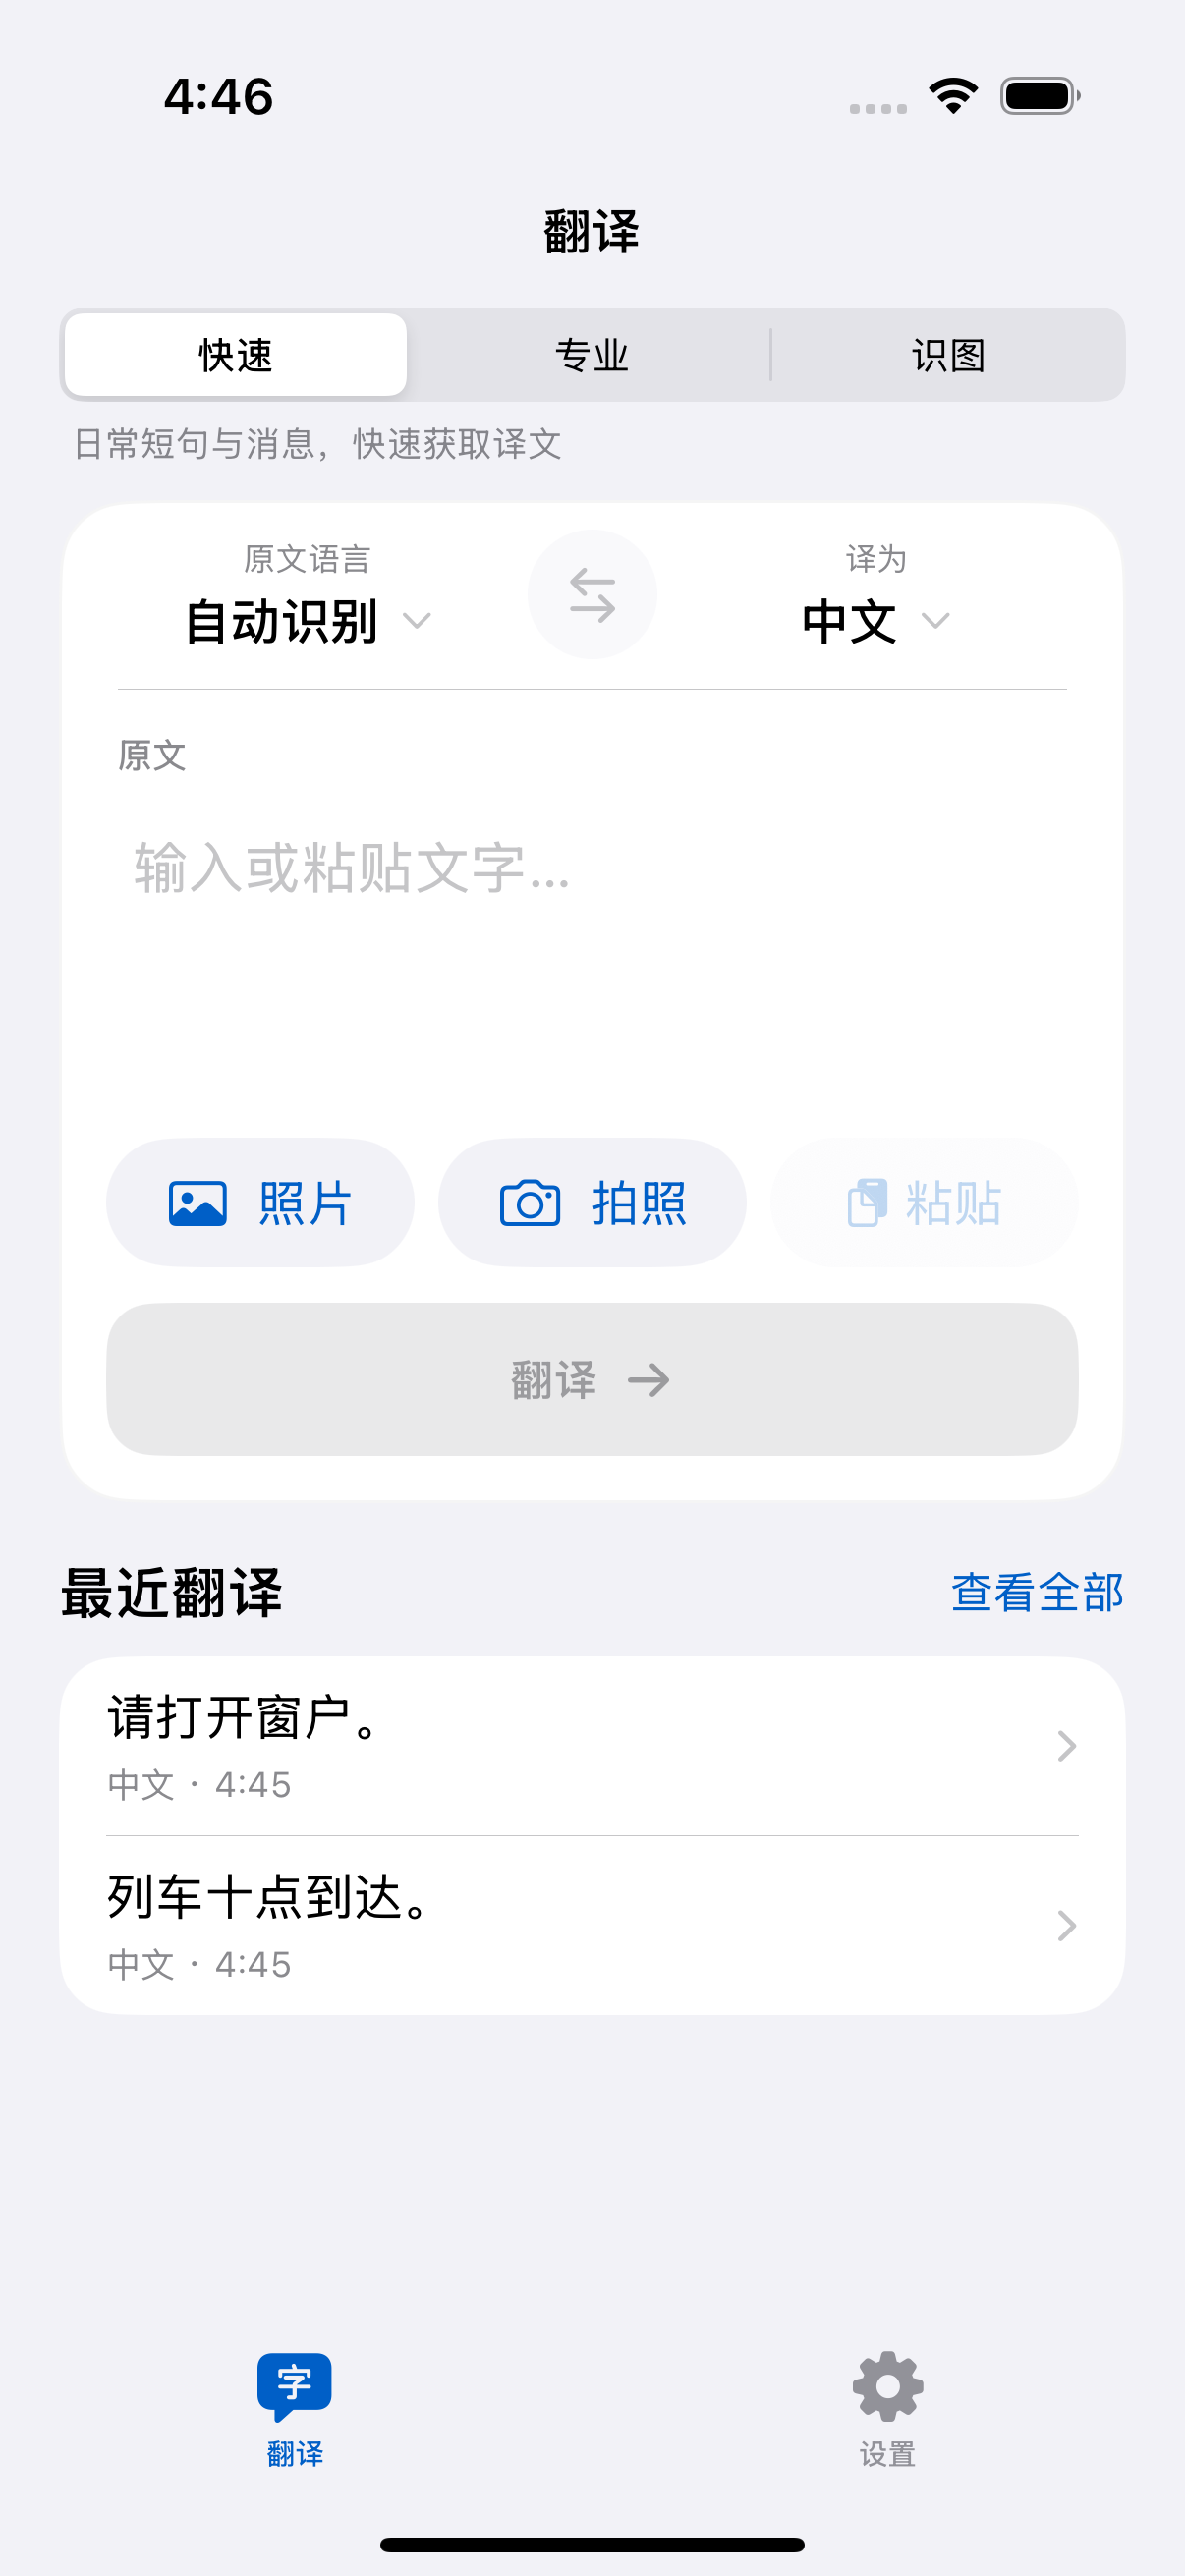 4:46
翻译
快速 专业 识图
日常短句与消息，快速获取译文
原文语言 译为
自动识别 中文
原文
输入或粘贴文字...
照片 拍照 粘贴
翻译
最近翻译 查看全部
请打开窗户。
中文 · 4:45
列车十点到达。
中文 · 4:45
字
翻译 设置